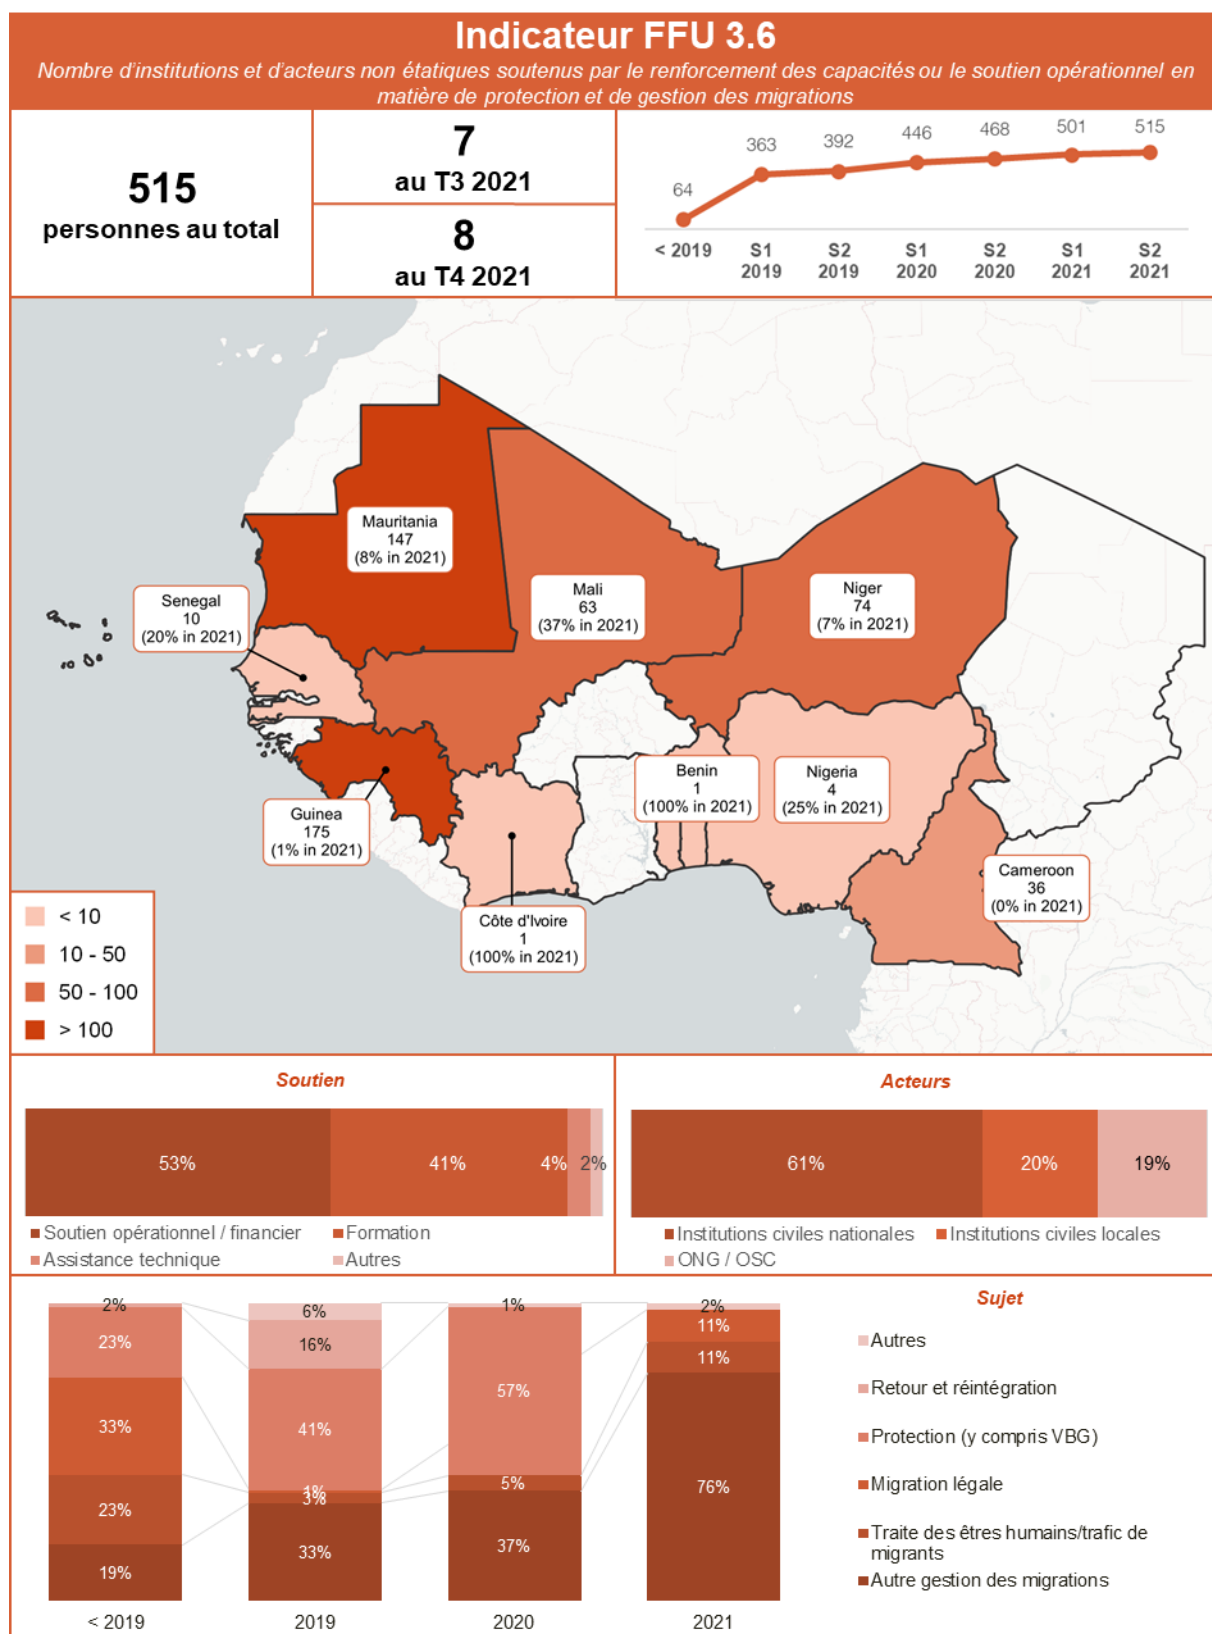 Indicateur FFU 3.6
Nombre d'institutions et d'acteurs non étatiques soutenus par le renforcement des capacités ou le soutien opérationnel en
matière de protection et de gestion des migrations
515
personnes au total
7
au T3 2021
8
au T4 2021
64
363
392
446
468
501
515
< 2019
S1
2019
S2
2019
S1
2020
S2
2020
S1
2021
S2
2021
Mauritania
147
(8% in 2021)
Senegal
10
(20% in 2021)
Mali
63
(37% in 2021)
Niger
74
(7% in 2021)
Guinea
175
(1% in 2021)
Benin
1
(100% in 2021)
Nigeria
4
(25% in 2021)
Cameroon
36
(0% in 2021)
Côte d'Ivoire
1
(100% in 2021)
< 10
10 - 50
50 - 100
> 100
Soutien
53%
41%
4%
2%
Soutien opérationnel / financier
Formation
Assistance technique
Autres
Acteurs
61%
20%
19%
Institutions civiles nationales
Institutions civiles locales
ONG / OSC
2%
23%
33%
23%
19%
< 2019
6%
16%
41%
1%
3%
33%
2019
1%
57%
5%
37%
2020
2%
11%
11%
76%
2021
Sujet
Autres
Retour et réintégration
Protection (y compris VBG)
Migration légale
Traite des êtres humains/trafic de
migrants
Autre gestion des migrations